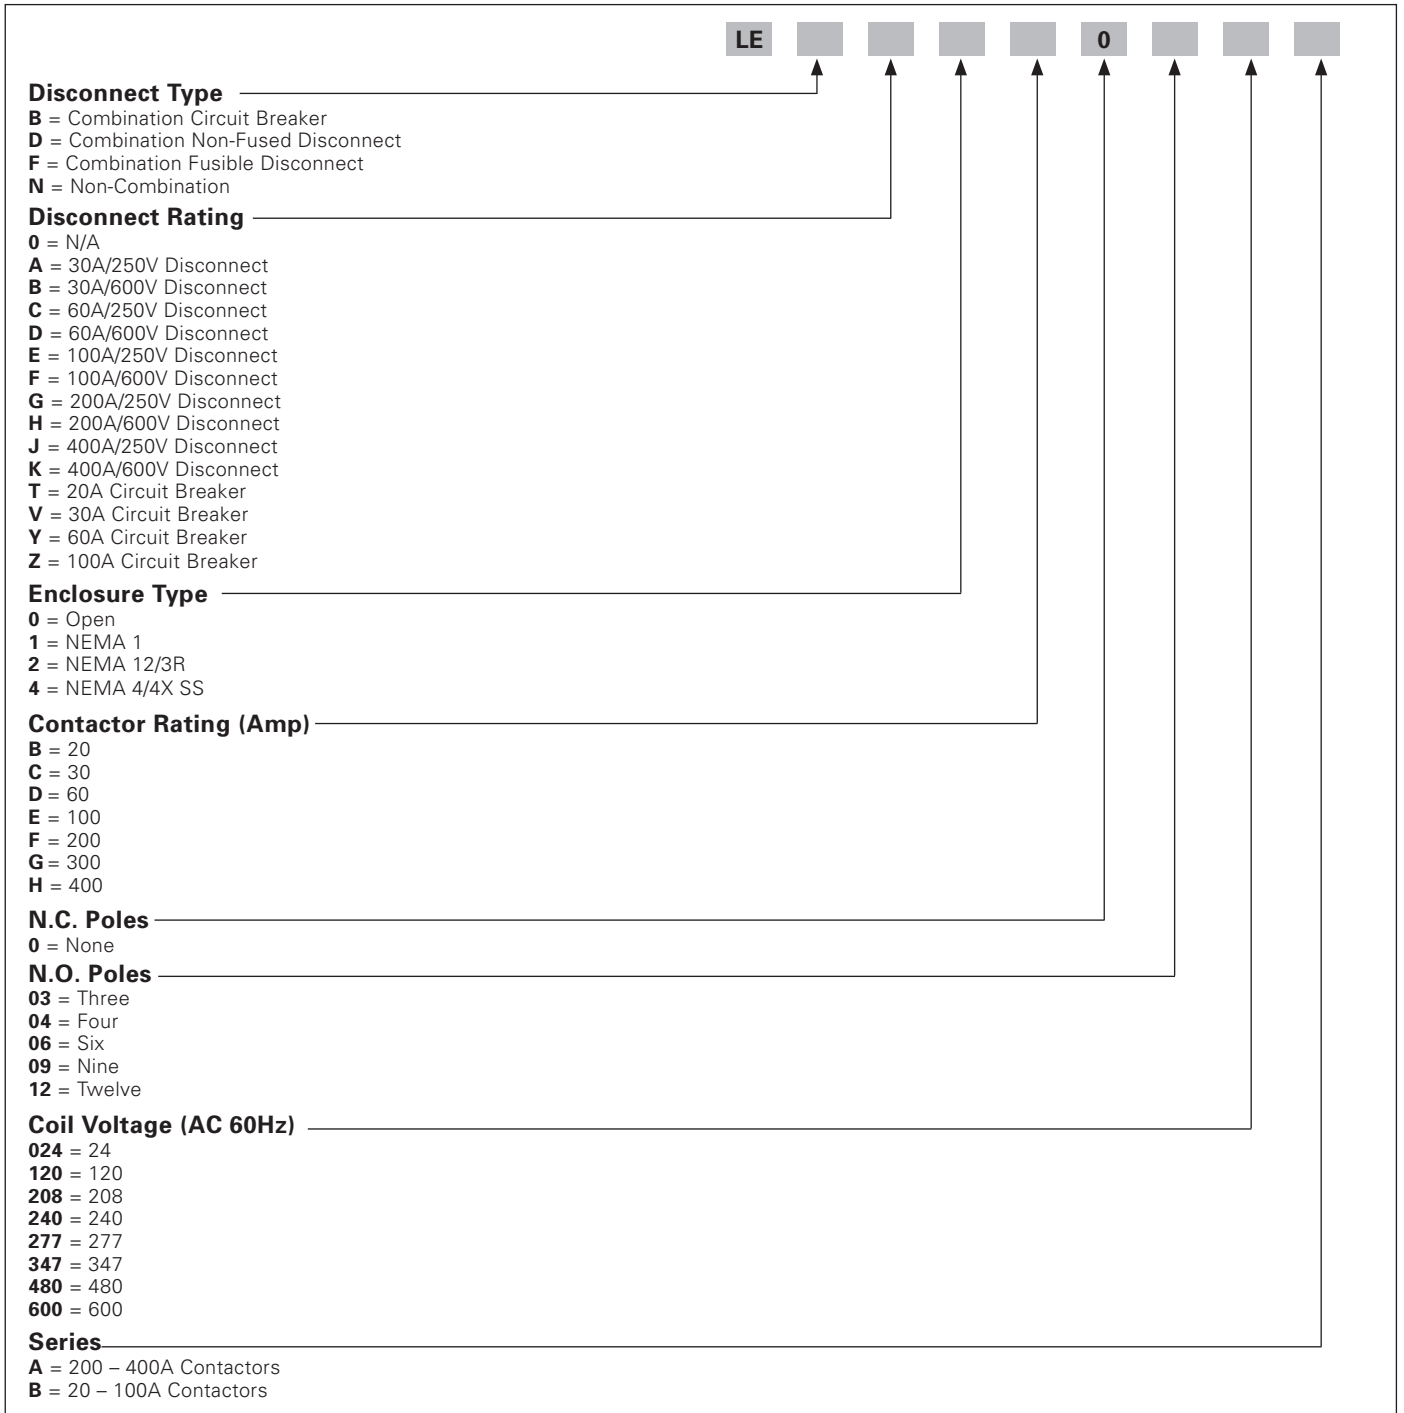 LE 0
Disconnect Type
B = Combination Circuit Breaker
D = Combination Non-Fused Disconnect
F = Combination Fusible Disconnect
N = Non-Combination
Disconnect Rating
0 = N/A
A = 30A/250V Disconnect
B = 30A/600V Disconnect
C = 60A/250V Disconnect
D = 60A/600V Disconnect
E = 100A/250V Disconnect
F = 100A/600V Disconnect
G = 200A/250V Disconnect
H = 200A/600V Disconnect
J = 400A/250V Disconnect
K = 400A/600V Disconnect
T = 20A Circuit Breaker
V = 30A Circuit Breaker
Y = 60A Circuit Breaker
Z = 100A Circuit Breaker
Enclosure Type
0 = Open
1 = NEMA 1
2 = NEMA 12/3R
4 = NEMA 4/4X SS
Contactor Rating (Amp)
B = 20
C = 30
D = 60
E = 100
F = 200
G = 300
H = 400
N.C. Poles
0 = None
N.O. Poles
03 = Three
04 = Four
06 = Six
09 = Nine
12 = Twelve
Coil Voltage (AC 60Hz)
024 = 24
120 = 120
208 = 208
240 = 240
277 = 277
347 = 347
480 = 480
600 = 600
Series
A = 200 – 400A Contactors
B = 20 – 100A Contactors